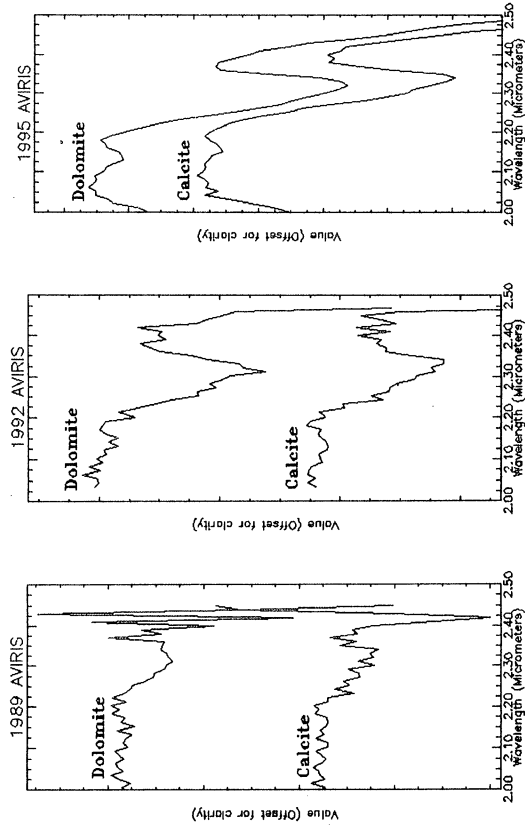 1989 AVIRIS
Value (Offset for clarity)
Dolomite
Calcite
2.00 2.10 2.20 2.30 2.40 2.50
Wavelength (Micrometers)
1992 AVIRIS
Value (Offset for clarity)
Dolomite
Calcite
2.00 2.10 2.20 2.30 2.40 2.50
Wavelength (Micrometers)
1995 AVIRIS
Value (Offset for clarity)
Dolomite
Calcite
2.00 2.10 2.20 2.30 2.40 2.50
Wavelength (Micrometers)